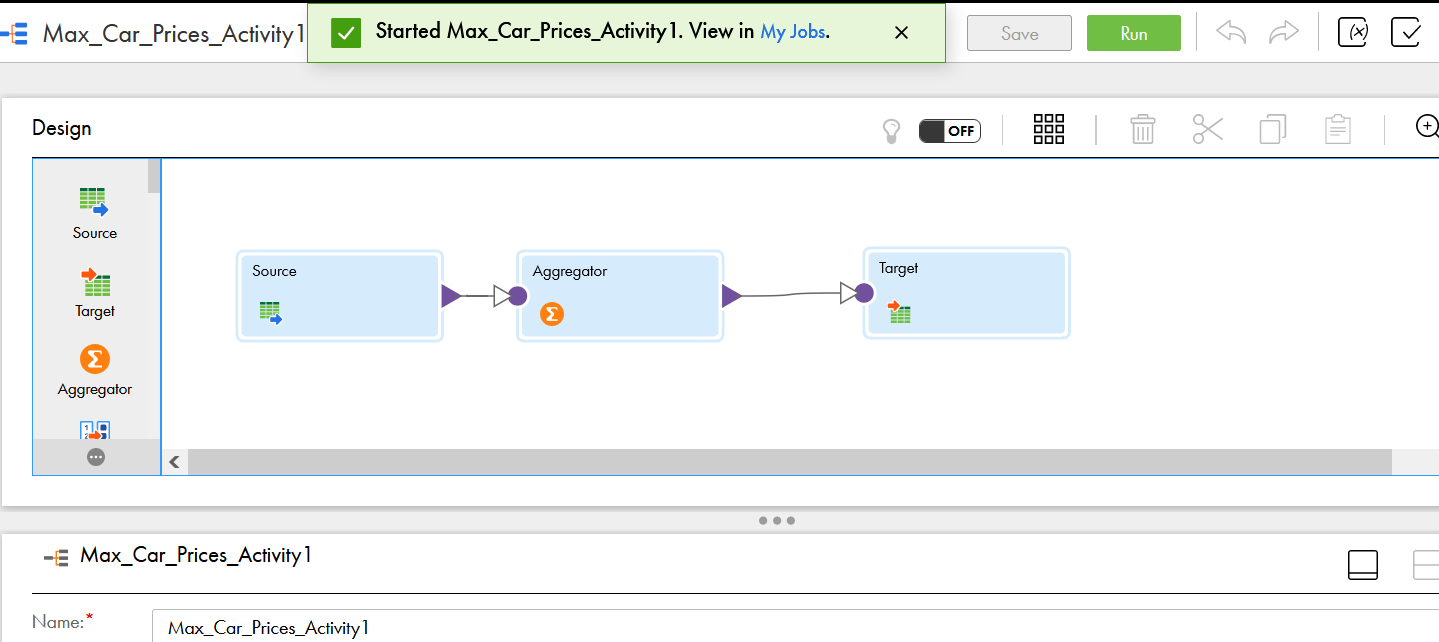 Max_Car_Prices_Activity1
Started Max_Car_Prices_Activity1. View in My Jobs.
Save
Run
(x)
Design
OFF
Source
Target
Aggregator
Source
Aggregator
Target
Max_Car_Prices_Activity1
Name:*
Max_Car_Prices_Activity1